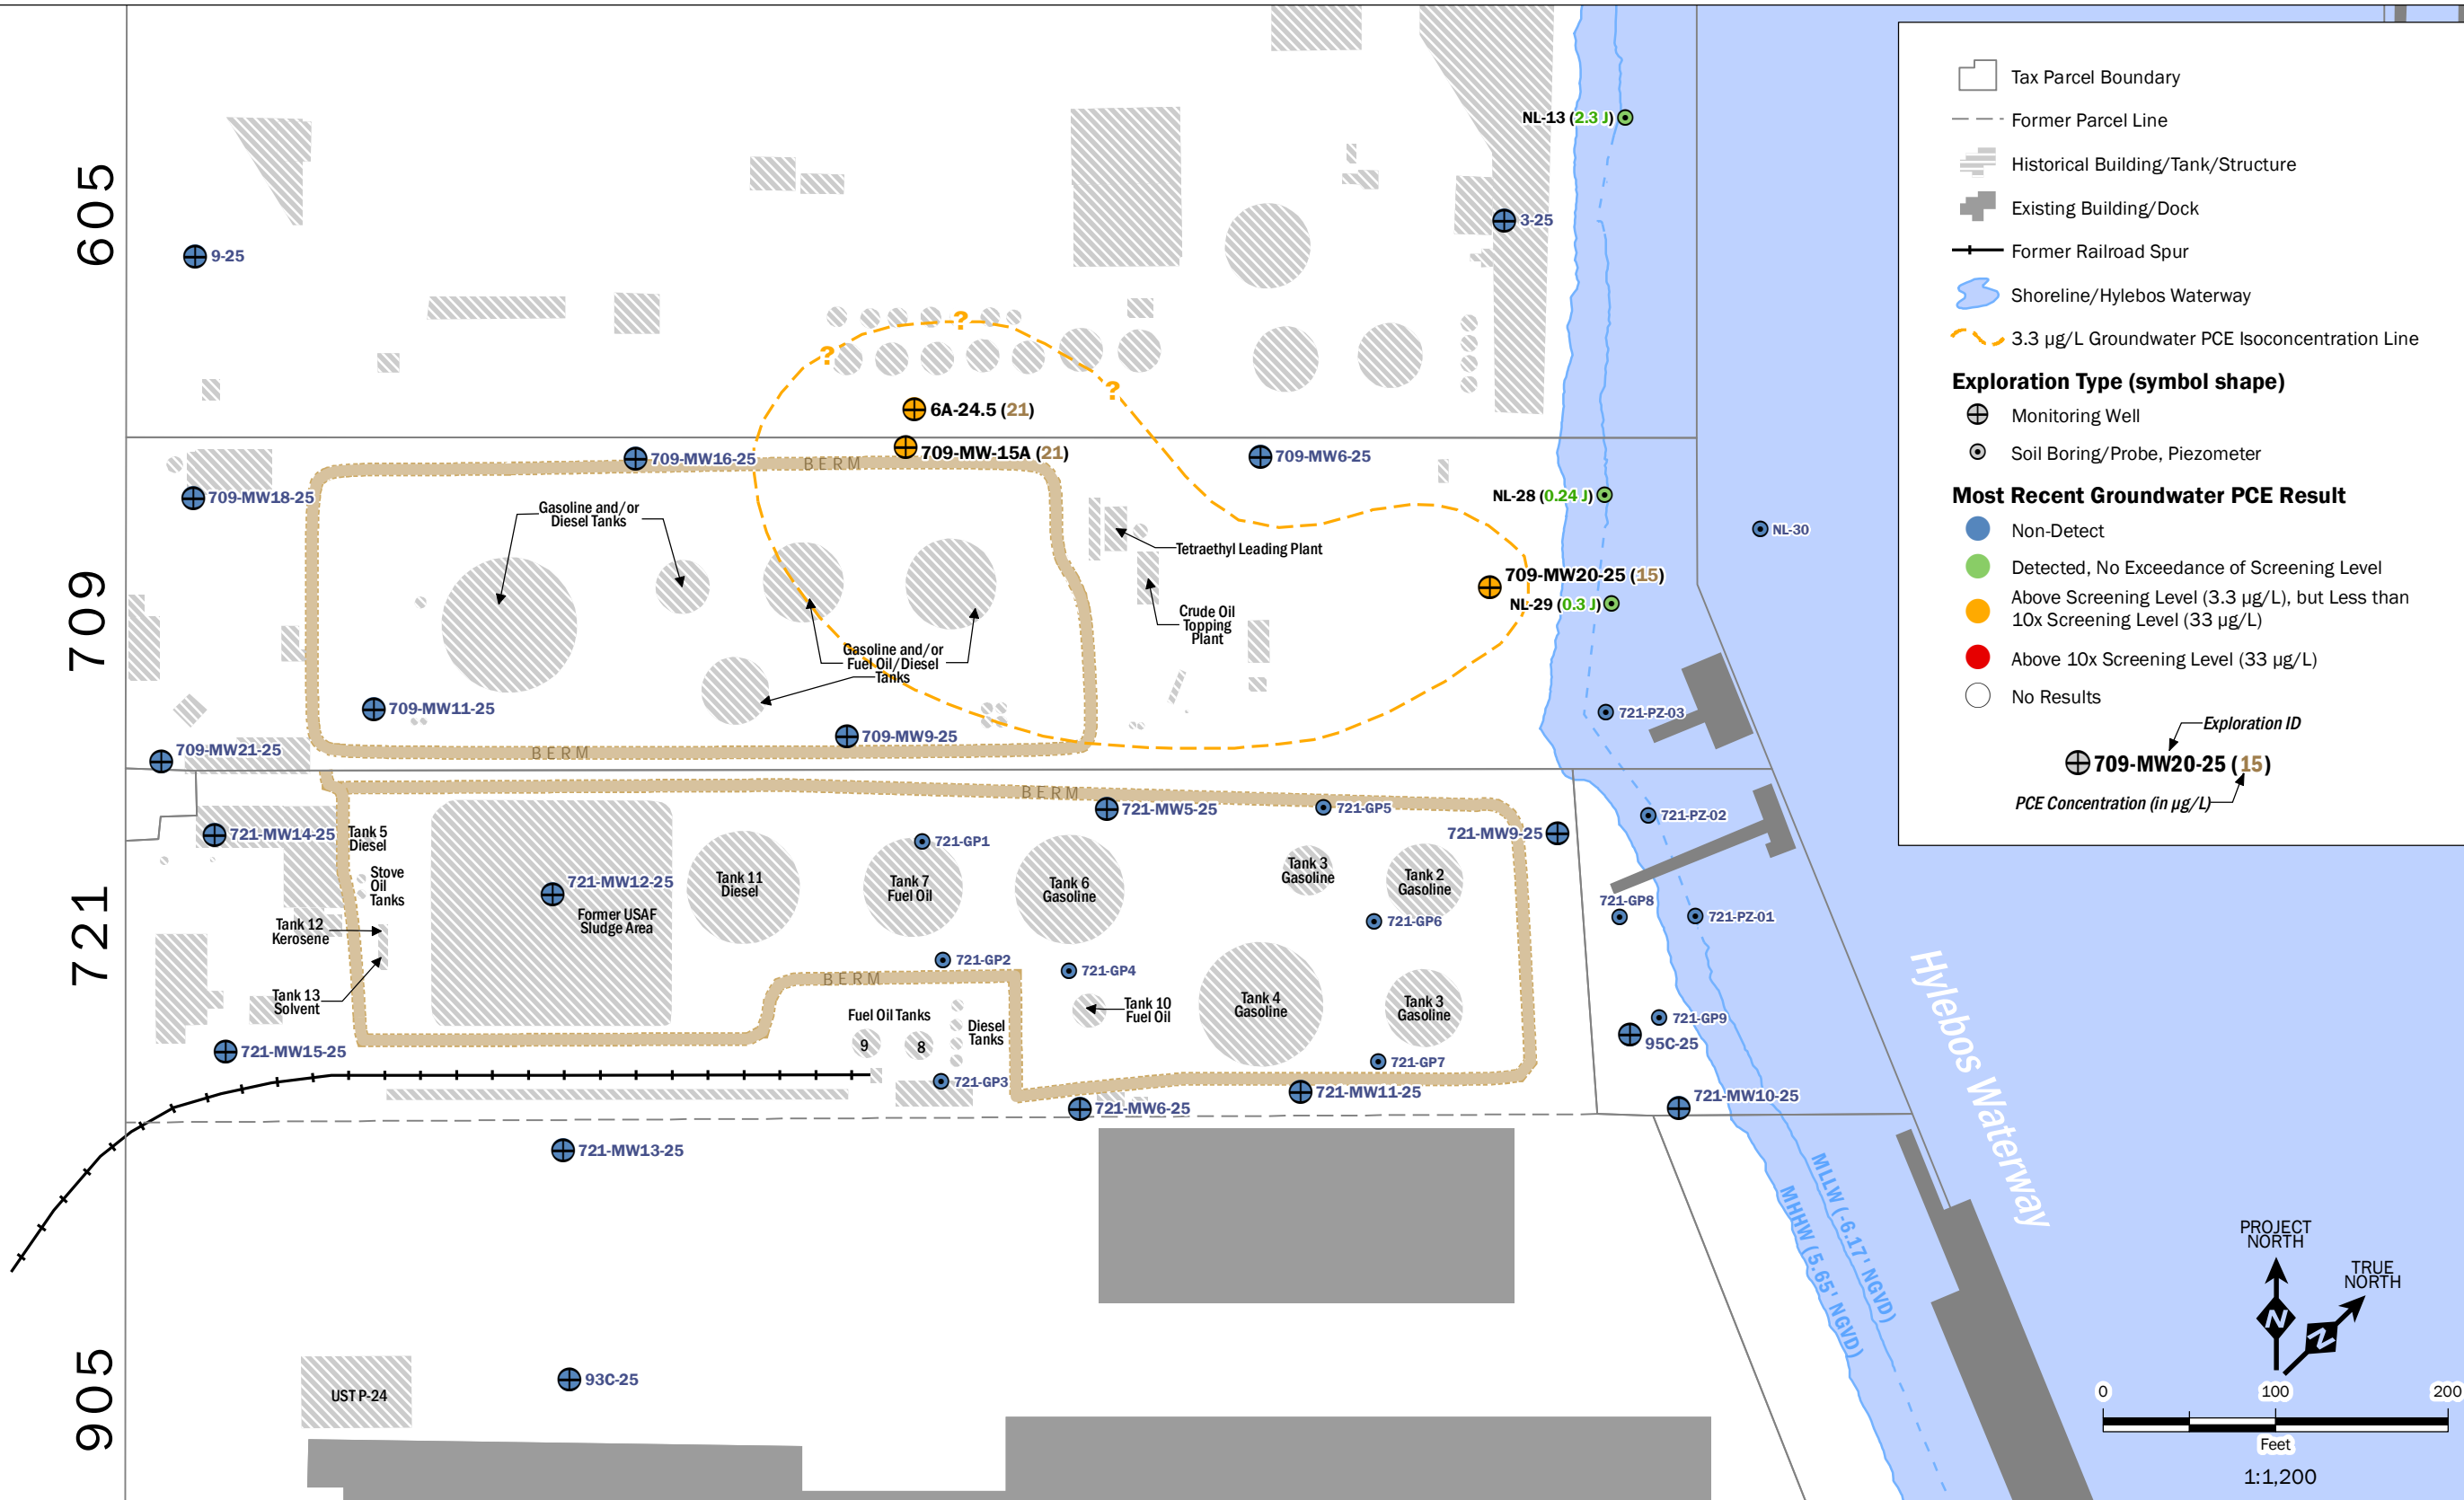 605
709
721
905
NL-13 (2.3 J)
3-25
9-25
?
?
?
6A-24.5 (21)
709-MW-15A (21)
709-MW16-25
BERM
709-MW6-25
709-MW18-25
NL-28 (0.24 J)
NL-30
Gasoline and/or
Diesel Tanks
Tetraethyl Leading Plant
709-MW20-25 (15)
NL-29 (0.3 J)
Crude Oil
Topping
Plant
Gasoline and/or
Fuel Oil/Diesel
Tanks
709-MW11-25
709-MW9-25
721-PZ-03
709-MW21-25
BERM
BERM
721-MW5-25
721-GP5
721-PZ-02
721-MW14-25
Tank 5
Diesel
721-GP1
721-MW9-25
Stove
Oil
Tanks
721-MW12-25
Former USAF
Sludge Area
Tank 11
Diesel
Tank 7
Fuel Oil
Tank 6
Gasoline
Tank 3
Gasoline
Tank 2
Gasoline
721-GP8
721-PZ-01
721-GP6
Tank 12
Kerosene
721-GP2
721-GP4
BERM
Tank 13
Solvent
Fuel Oil Tanks
9
8
Diesel
Tanks
Tank 10
Fuel Oil
Tank 4
Gasoline
Tank 3
Gasoline
721-GP9
95C-25
721-MW15-25
721-GP7
721-GP3
721-MW11-25
721-MW10-25
721-MW6-25
721-MW13-25
93C-25
UST P-24
Hylebos Waterway
MLLW (-6.17' NGVD)
MHHW (5.65' NGVD)
Tax Parcel Boundary
Former Parcel Line
Historical Building/Tank/Structure
Existing Building/Dock
Former Railroad Spur
Shoreline/Hylebos Waterway
3.3 µg/L Groundwater PCE Isoconcentration Line
Exploration Type (symbol shape)
Monitoring Well
Soil Boring/Probe, Piezometer
Most Recent Groundwater PCE Result
Non-Detect
Detected, No Exceedance of Screening Level
Above Screening Level (3.3 µg/L), but Less than
10x Screening Level (33 µg/L)
Above 10x Screening Level (33 µg/L)
No Results
Exploration ID
709-MW20-25 (15)
PCE Concentration (in µg/L)
PROJECT
NORTH
TRUE
NORTH
N
N
0 100 200
Feet
1:1,200